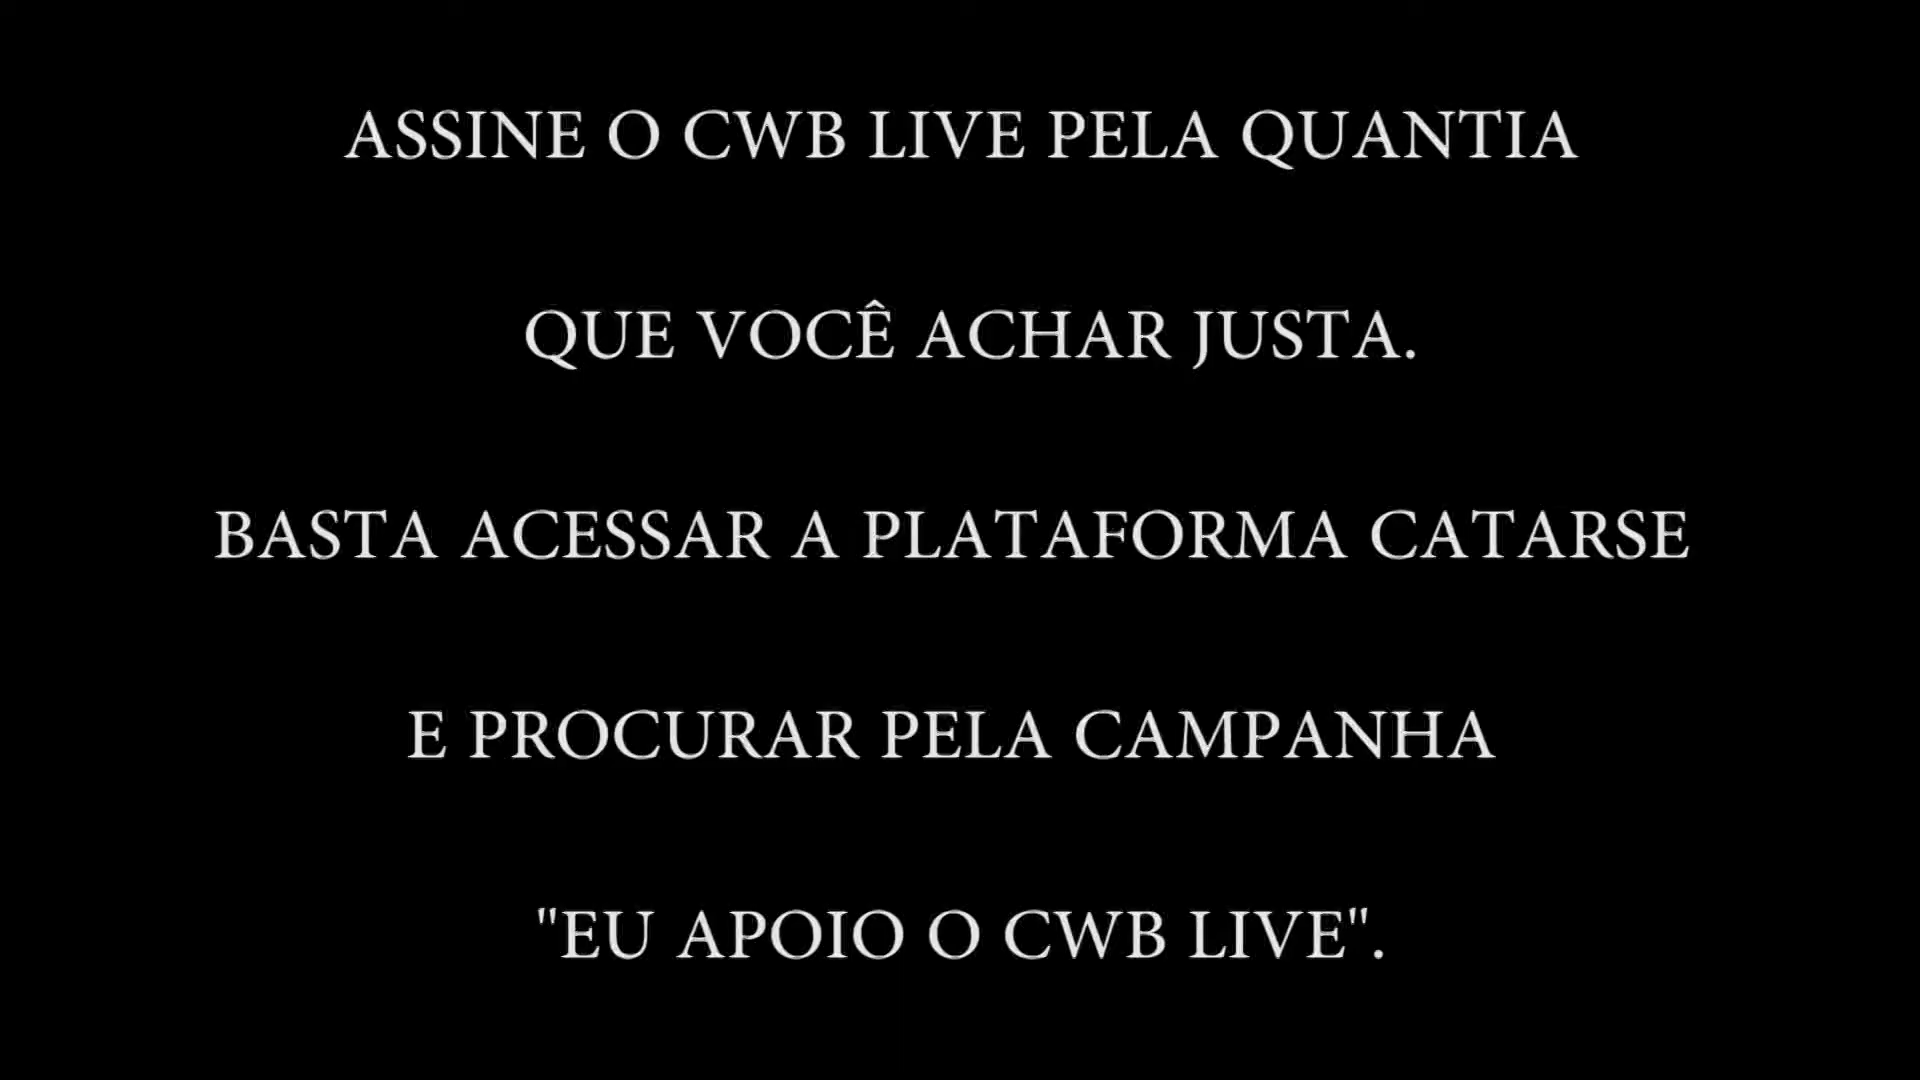 ASSINE O CWB LIVE PELA QUANTIA
QUE VOCÊ ACHAR JUSTA.
BASTA ACESSAR A PLATAFORMA CATARSE
E PROCURAR PELA CAMPANHA
"EU APOIO O CWB LIVE".